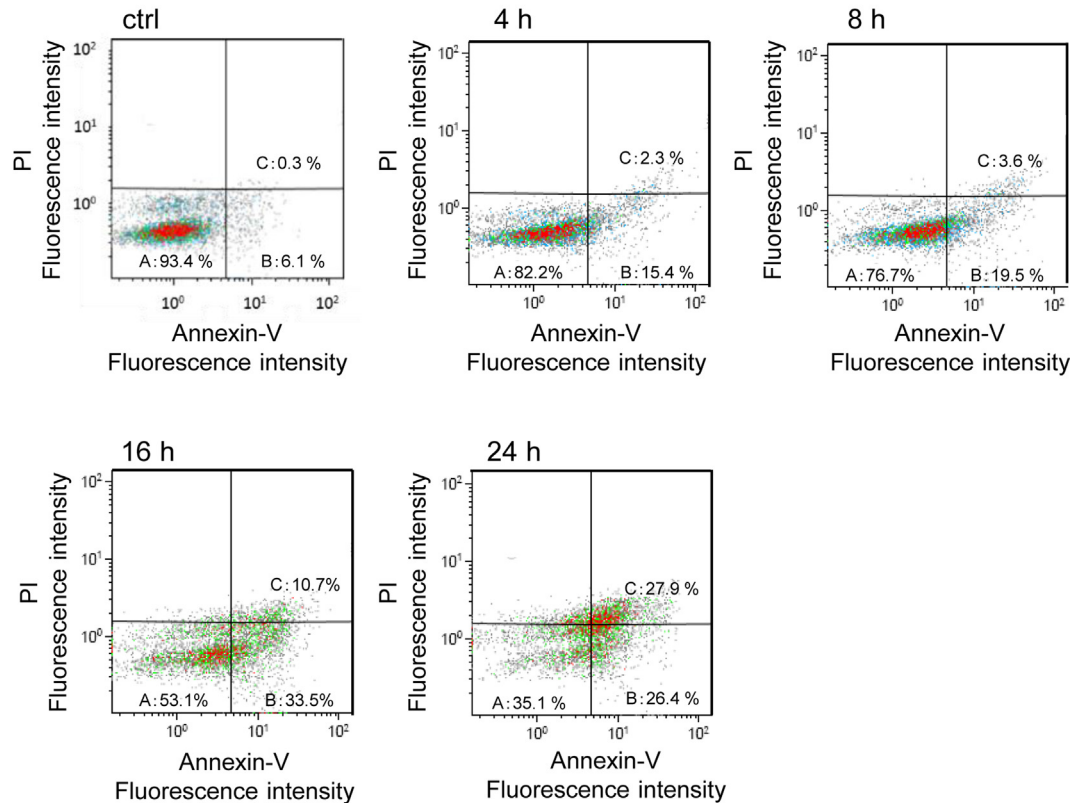 ctrl
PI
Fluorescence intensity
10²
10¹
10⁰
C:0.3 %
A:93.4 %
B:6.1 %
10⁰
10¹
10²
Annexin-V
Fluorescence intensity
4 h
PI
Fluorescence intensity
10²
10¹
10⁰
C:2.3 %
A:82.2%
B:15.4 %
10⁰
10¹
10²
Annexin-V
Fluorescence intensity
8 h
PI
Fluorescence intensity
10²
10¹
10⁰
C:3.6 %
A:76.7%
B:19.5 %
10⁰
10¹
10²
Annexin-V
Fluorescence intensity
16 h
PI
Fluorescence intensity
10²
10¹
10⁰
C:10.7%
A:53.1%
B:33.5%
10⁰
10¹
10²
Annexin-V
Fluorescence intensity
24 h
PI
Fluorescence intensity
10²
10¹
10⁰
C:27.9 %
A:35.1 %
B:26.4 %
10⁰
10¹
10²
Annexin-V
Fluorescence intensity